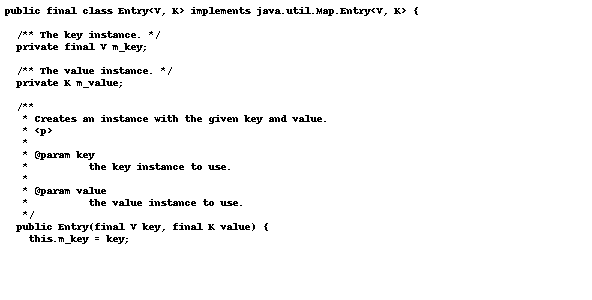 public final class Entry<V, K> implements java.util.Map.Entry<V, K> {
/** The key instance. */
private final V m_key;
/** The value instance. */
private K m_value;
/**
* Creates an instance with the given key and value.
* <p>
*
* @param key
* the key instance to use.
*
* @param value
* the value instance to use.
*/
public Entry(final V key, final K value) {
this.m_key = key;